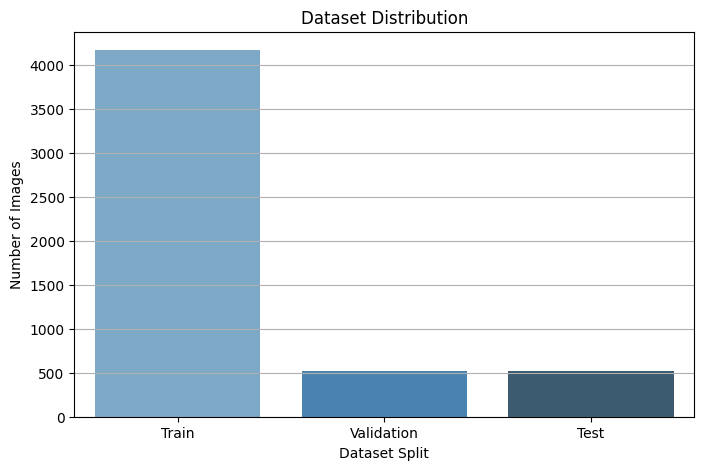 Dataset Distribution
Number of Images
4000
3500
3000
2500
2000
1500
1000
500
0
Train
Validation
Test
Dataset Split